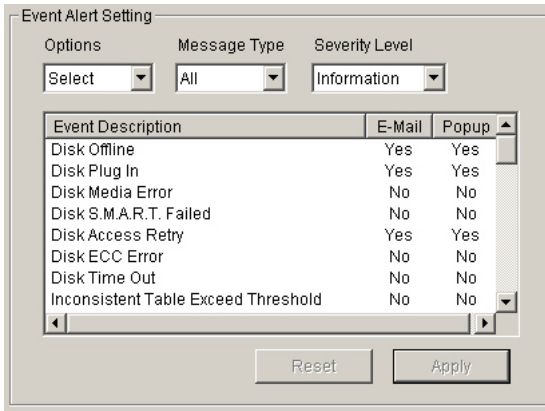 Event Alert Setting
Options Message Type Severity Level
Select All Information
Event Description E-Mail Popup
Disk Offline Yes Yes
Disk Plug In Yes Yes
Disk Media Error No No
Disk S.M.A.R.T. Failed No No
Disk Access Retry Yes Yes
Disk ECC Error No No
Disk Time Out No No
Inconsistent Table Exceed Threshold No No
Reset Apply